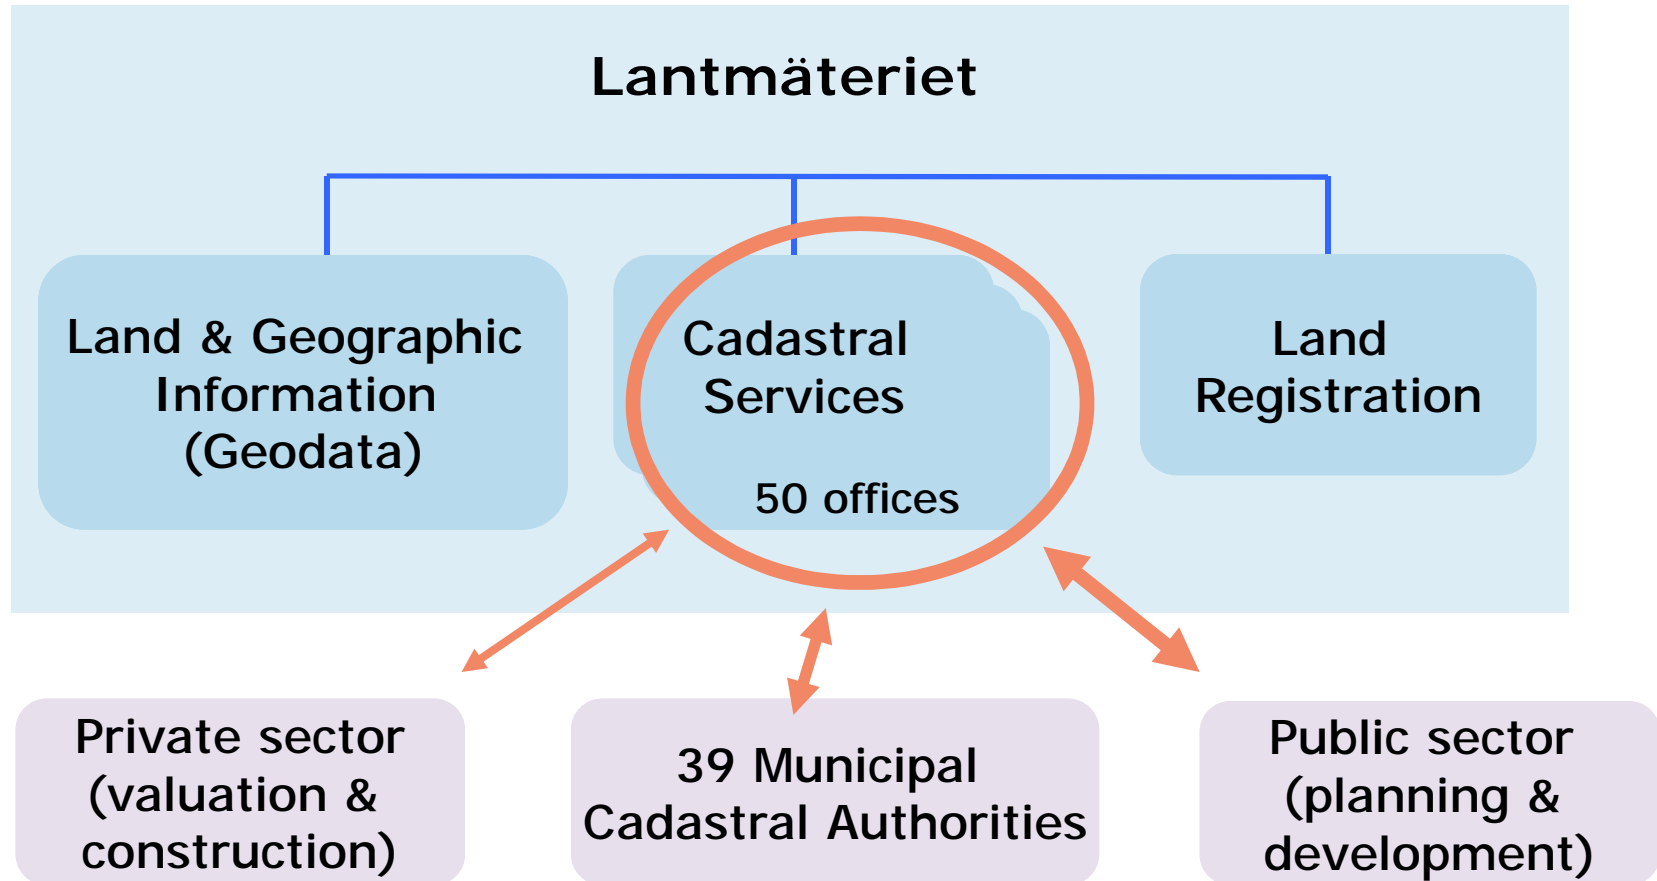 Lantmäteriet
Land & Geographic
Information
(Geodata)
Cadastral
Services
50 offices
Land
Registration
Private sector
(valuation &
construction)
39 Municipal
Cadastral Authorities
Public sector
(planning &
development)